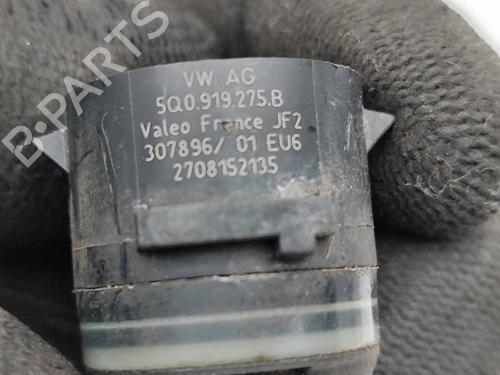 B-PARTS
VW AG
5Q0.919.275.B
Valeo France JF2
307896/ 01 EU6
2708152135